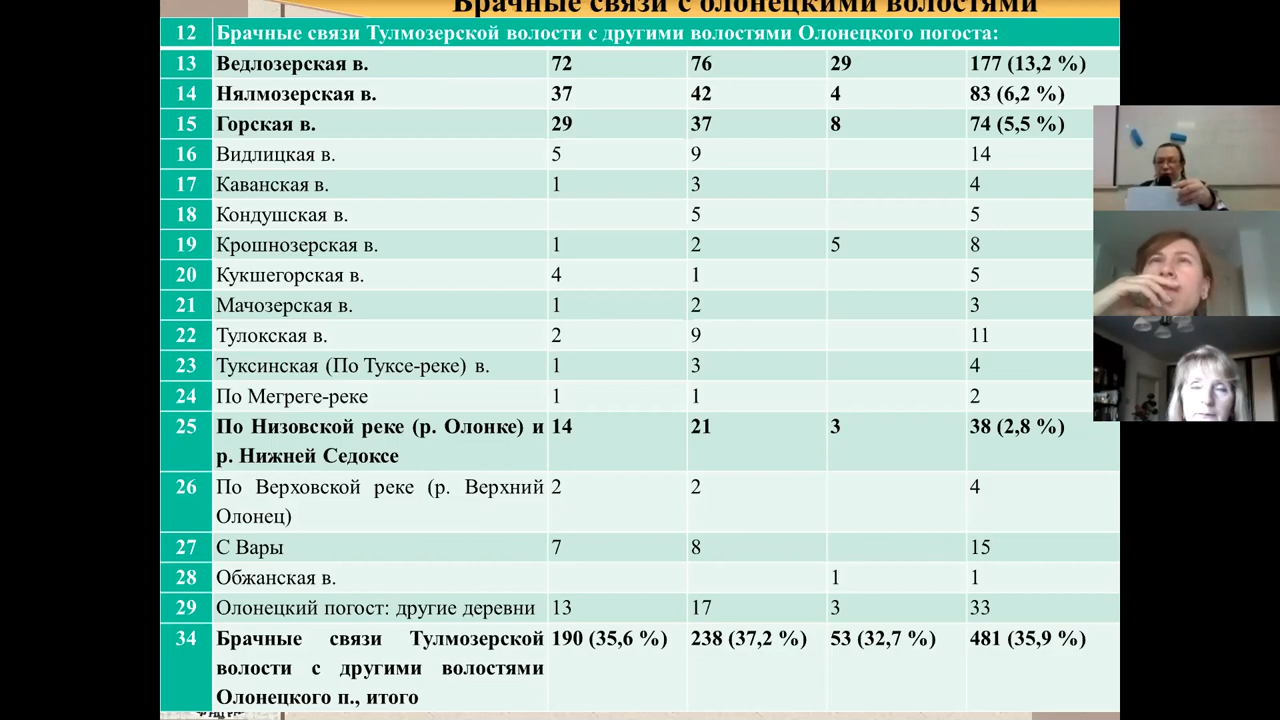 Брачные связи с олонецкими волостями
12 Брачные связи Тулмозерской волости с другими волостями Олонецкого погоста:
13 Ведлозерская в. 72 76 29 177 (13,2 %)
14 Нялмозерская в. 37 42 4 83 (6,2 %)
15 Горская в. 29 37 8 74 (5,5 %)
16 Видлицкая в. 5 9 14
17 Каванская в. 1 3 4
18 Кондушская в. 5 5
19 Крошнозерская в. 1 2 5 8
20 Кукшегорская в. 4 1 5
21 Мачозерская в. 1 2 3
22 Тулокская в. 2 9 11
23 Туксинская (По Туксе-реке) в. 1 3 4
24 По Мегреге-реке 1 1 2
25 По Низовской реке (р. Олонке) и 14 21 3 38 (2,8 %)
р. Нижней Седоксе
26 По Верховской реке (р. Верхний 2 2 4
Олонец)
27 С Вары 7 8 15
28 Обжанская в. 1 1
29 Олонецкий погост: другие деревни 13 17 3 33
34 Брачные связи Тулмозерской 190 (35,6 %) 238 (37,2 %) 53 (32,7 %) 481 (35,9 %)
волости с другими волостями
Олонецкого п., итого